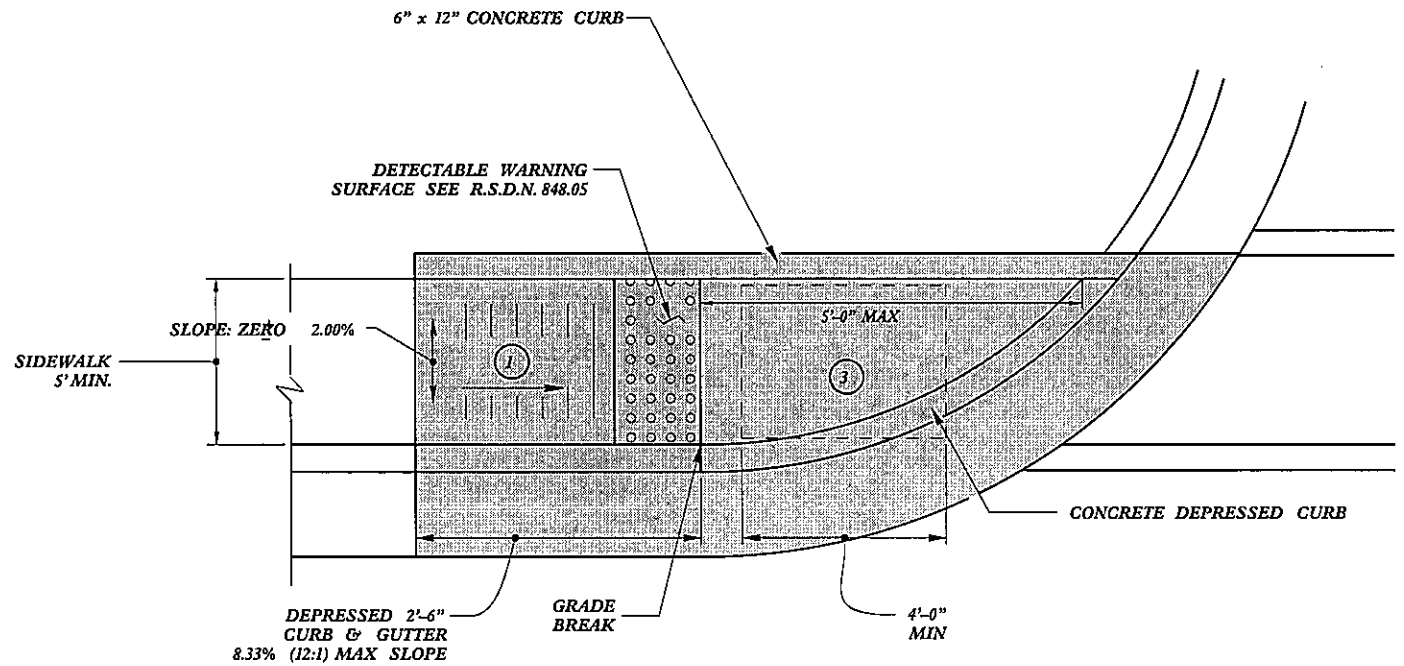 6" x 12" CONCRETE CURB
DETECTABLE WARNING
SURFACE SEE R.S.D.N. 848.05
5'-0" MAX
SLOPE: ZERO ± 2.00%
1
3
SIDEWALK
5' MIN.
CONCRETE DEPRESSED CURB
DEPRESSED 2'-6"
CURB & GUTTER
8.33% (12:1) MAX SLOPE
GRADE
BREAK
4'-0"
MIN